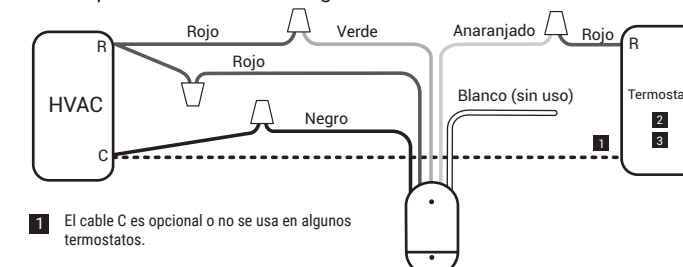 Rojo
Verde
Anaranjado
Rojo
R
R
Rojo
HVAC
Blanco (sin uso)
Termosta
2
Negro
1
3
C
1 El cable C es opcional o no se usa en algunos
termostatos.